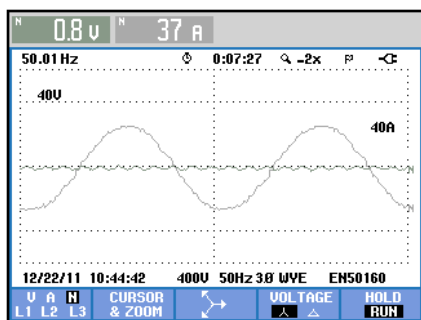 N 0.8 V N 37 A
50.01 Hz 0:07:27 -2x
40V
40A
N
N
12/22/11 10:44:42 400V 50Hz 3Ø WYE EN50160
V A N
L1 L2 L3
CURSOR
& ZOOM
VOLTAGE
HOLD
RUN